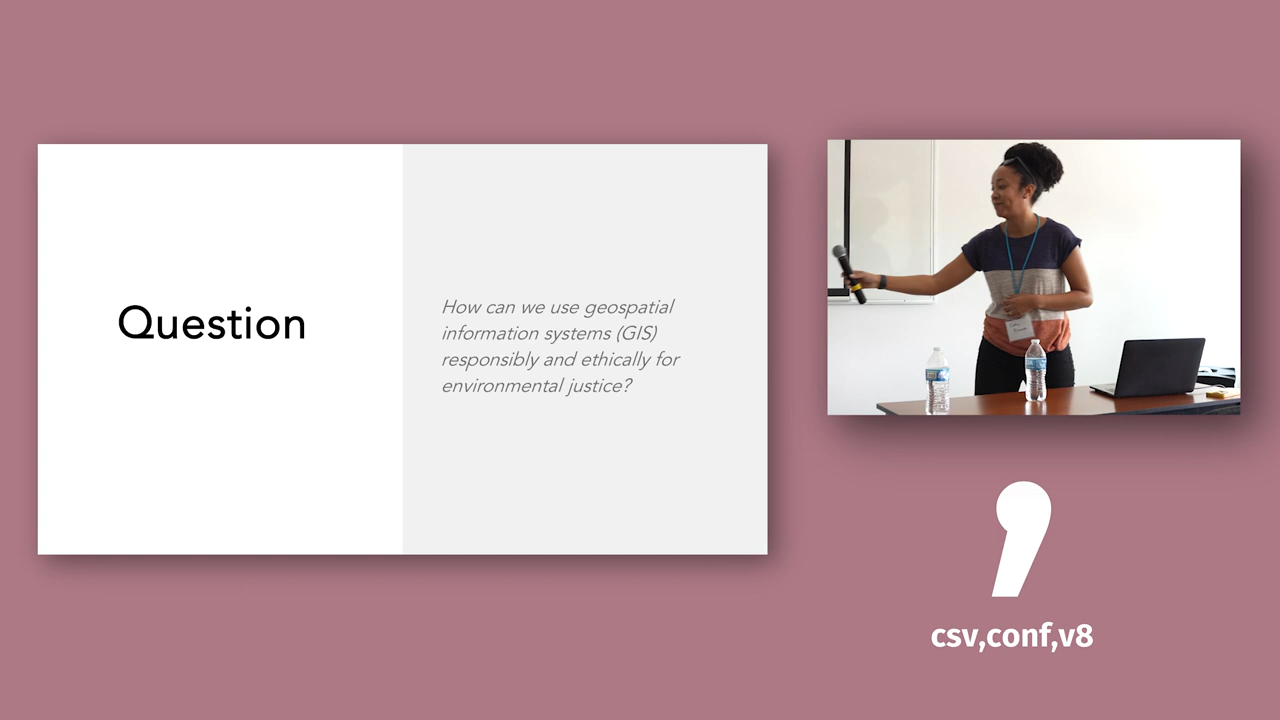 Question
How can we use geospatial
information systems (GIS)
responsibly and ethically for
environmental justice?
csv,conf,v8